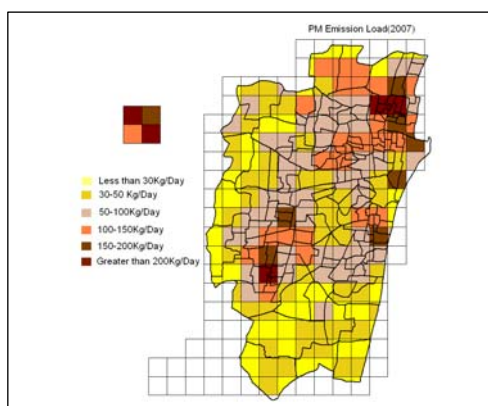 PM Emission Load(2007)
Less than 30Kg/Day
30-50 Kg/Day
50-100Kg/Day
100-150Kg/Day
150-200Kg/Day
Greater than 200Kg/Day